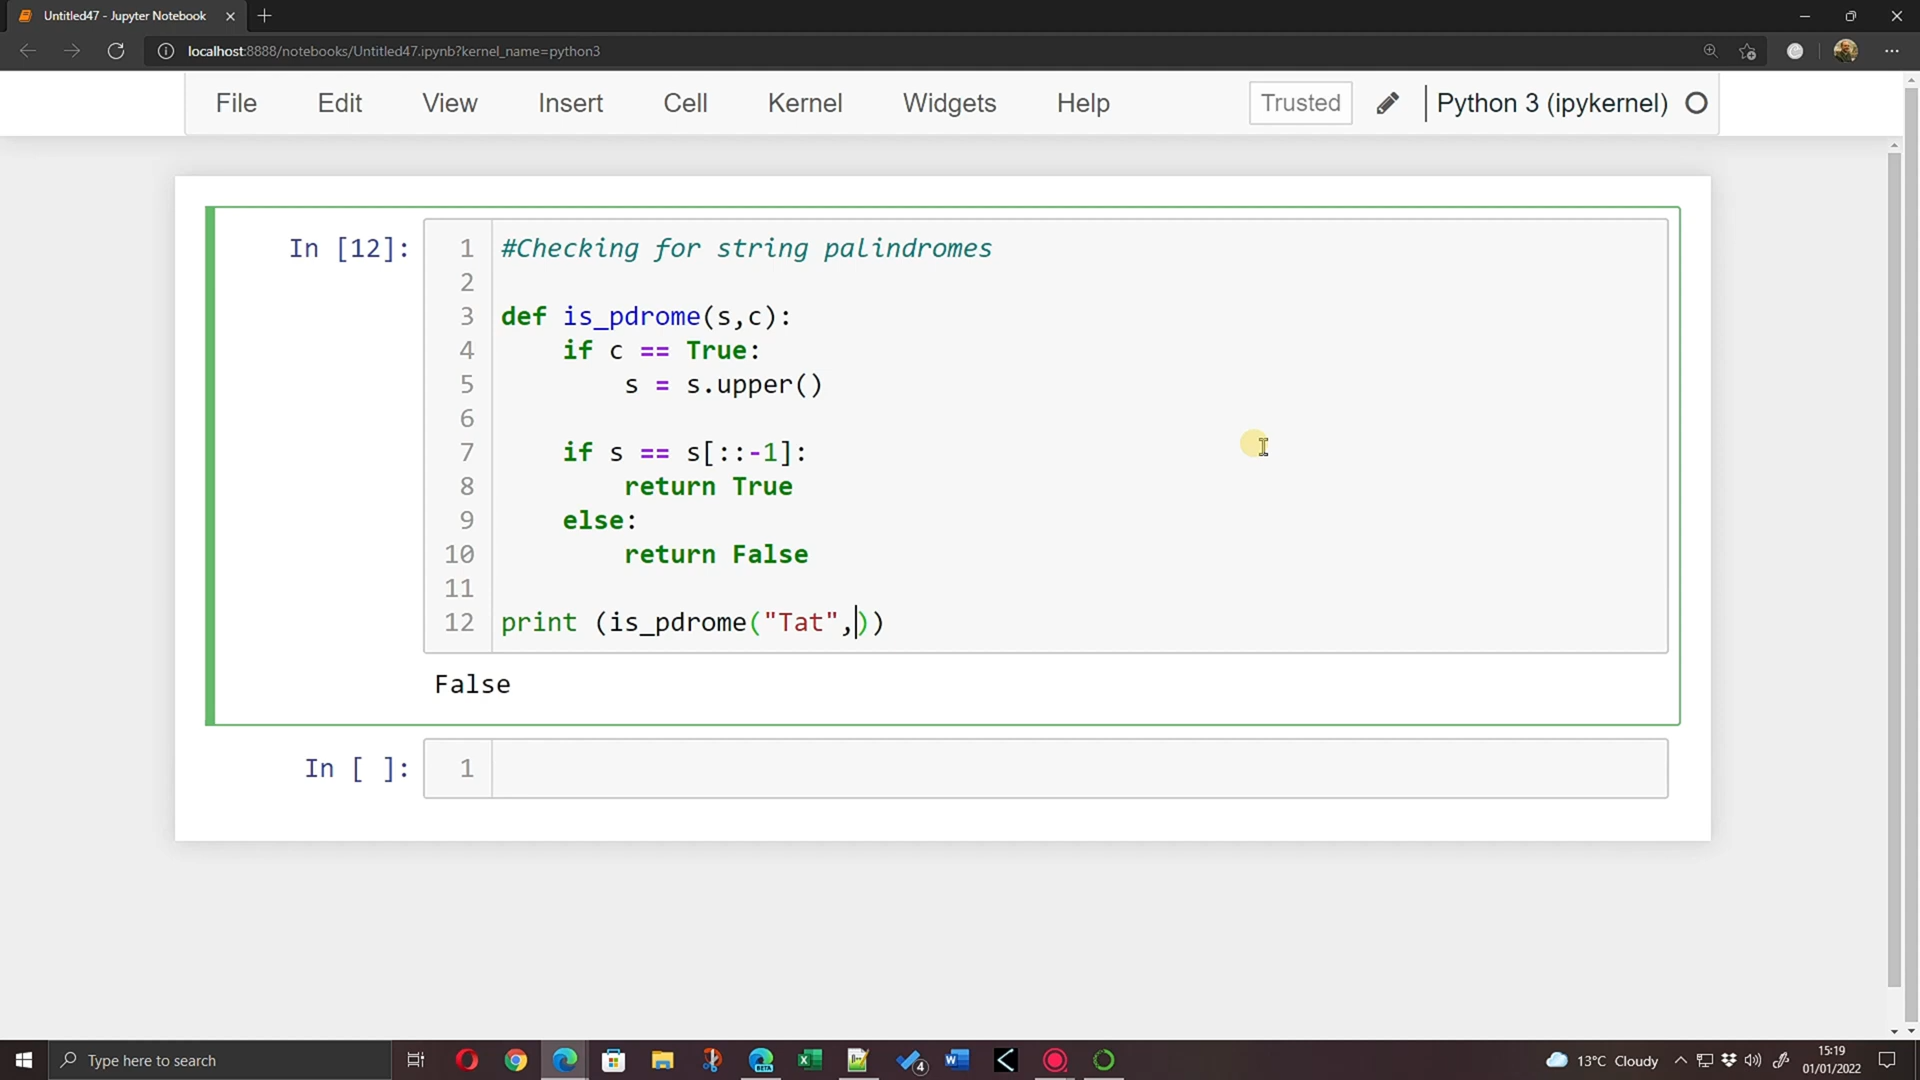 Untitled47 - Jupyter Notebook
localhost:8888/notebooks/Untitled47.ipynb?kernel_name=python3
File Edit View Insert Cell Kernel Widgets Help Trusted Python 3 (ipykernel)
In [12]:
1 #Checking for string palindromes
2
3 def is_pdrome(s,c):
4 if c == True:
5 s = s.upper()
6
7 if s == s[::-1]:
8 return True
9 else:
10 return False
11
12 print (is_pdrome("Tat",))
False
In [ ]: 1
Type here to search
BETA
4
13°C Cloudy
15:19
01/01/2022